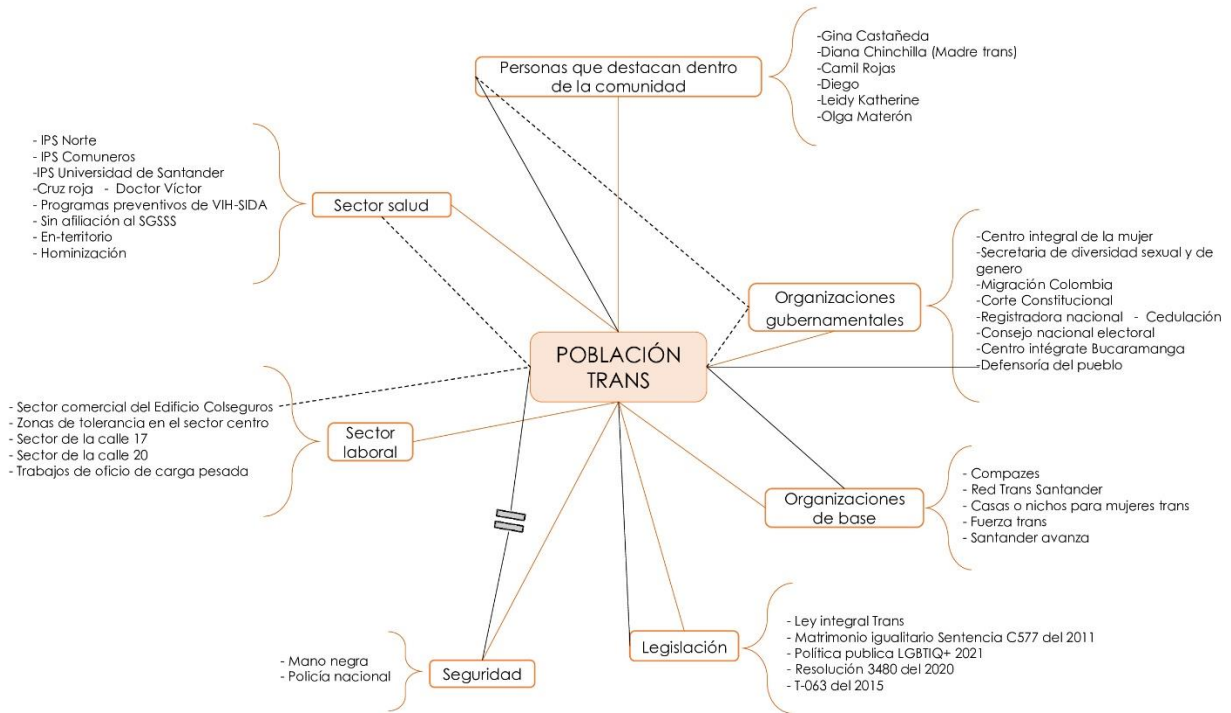 Personas que destacan dentro
de la comunidad
-Gina Castañeda
-Diana Chinchilla (Madre trans)
-Camil Rojas
-Diego
-Leidy Katherine
-Olga Materón
- IPS Norte
- IPS Comuneros
-IPS Universidad de Santander
-Cruz roja - Doctor Víctor
- Programas preventivos de VIH-SIDA
- Sin afiliación al SGSSS
- En-territorio
- Hominización
Sector salud
Organizaciones
gubernamentales
-Centro integral de la mujer
-Secretaria de diversidad sexual y de
genero
-Migración Colombia
-Corte Constitucional
-Registradora nacional - Cedulación
-Consejo nacional electoral
-Centro intégrate Bucaramanga
-Defensoría del pueblo
POBLACIÓN
TRANS
- Sector comercial del Edificio Colseguros
- Zonas de tolerancia en el sector centro
- Sector de la calle 17
- Sector de la calle 20
- Trabajos de oficio de carga pesada
Sector
laboral
Organizaciones
de base
- Compazes
- Red Trans Santander
- Casas o nichos para mujeres trans
- Fuerza trans
- Santander avanza
- Mano negra
- Policía nacional
Seguridad
Legislación
- Ley integral Trans
- Matrimonio igualitario Sentencia C577 del 2011
- Política publica LGBTIQ+ 2021
- Resolución 3480 del 2020
- T-063 del 2015